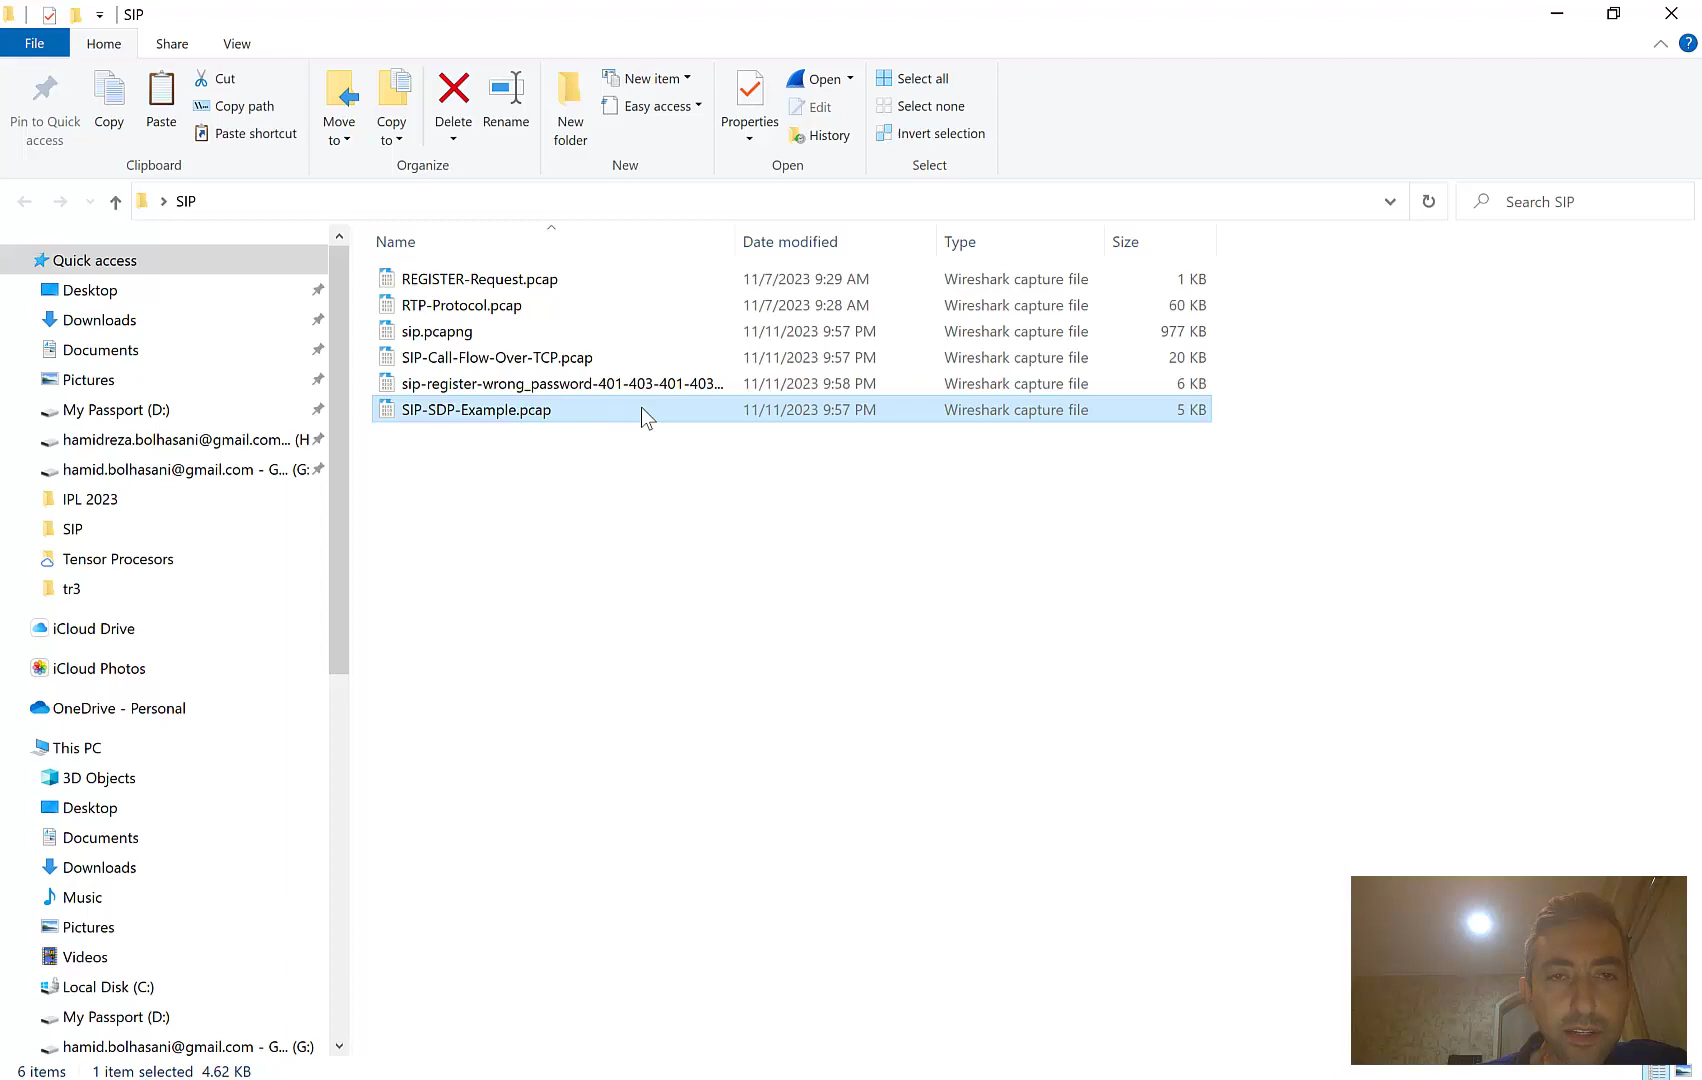 SIP
File Home Share View
Pin to Quick access
Copy
Paste
Cut
Copy path
Paste shortcut
Clipboard
Move to
Copy to
Delete
Rename
Organize
New folder
New item
Easy access
New
Properties
Open
Edit
History
Open
Select all
Select none
Invert selection
Select
SIP
Search SIP
Name Date modified Type Size
REGISTER-Request.pcap 11/7/2023 9:29 AM Wireshark capture file 1 KB
RTP-Protocol.pcap 11/7/2023 9:28 AM Wireshark capture file 60 KB
sip.pcapng 11/11/2023 9:57 PM Wireshark capture file 977 KB
SIP-Call-Flow-Over-TCP.pcap 11/11/2023 9:57 PM Wireshark capture file 20 KB
sip-register-wrong_password-401-403-401-403... 11/11/2023 9:58 PM Wireshark capture file 6 KB
SIP-SDP-Example.pcap 11/11/2023 9:57 PM Wireshark capture file 5 KB
Quick access
Desktop
Downloads
Documents
Pictures
My Passport (D:)
hamidreza.bolhasani@gmail.com... (H
hamid.bolhasani@gmail.com - G... (G:
IPL 2023
SIP
Tensor Procesors
tr3
iCloud Drive
iCloud Photos
OneDrive - Personal
This PC
3D Objects
Desktop
Documents
Downloads
Music
Pictures
Videos
Local Disk (C:)
My Passport (D:)
hamid.bolhasani@gmail.com - G... (G:)
6 items 1 item selected 4.62 KB